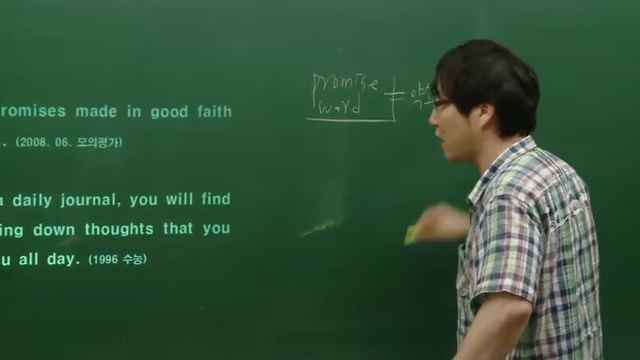 romises made in good faith
. (2008. 06. 모의평가)
a daily journal, you will find
ing down thoughts that you
u all day. (1996 수능)
promise
word